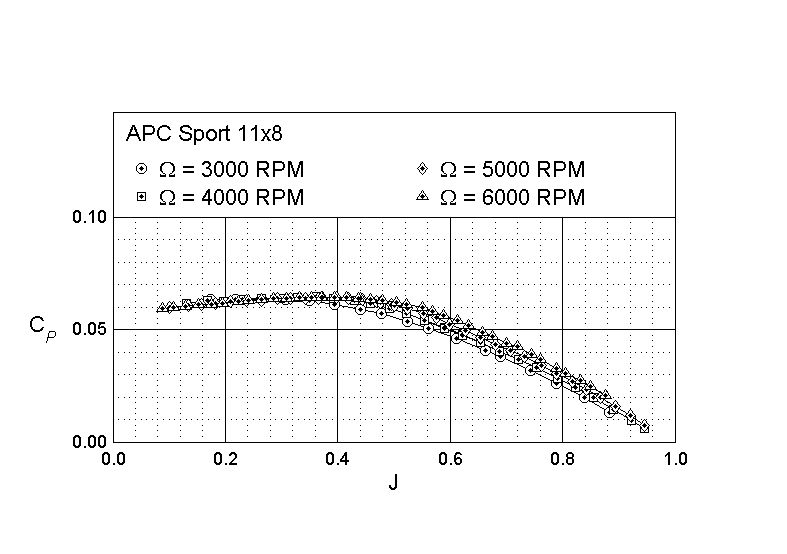 APC Sport 11x8
Ω = 3000 RPM
Ω = 5000 RPM
Ω = 4000 RPM
Ω = 6000 RPM
0.10
0.05
0.00
CP
0.0 0.2 0.4 0.6 0.8 1.0
J